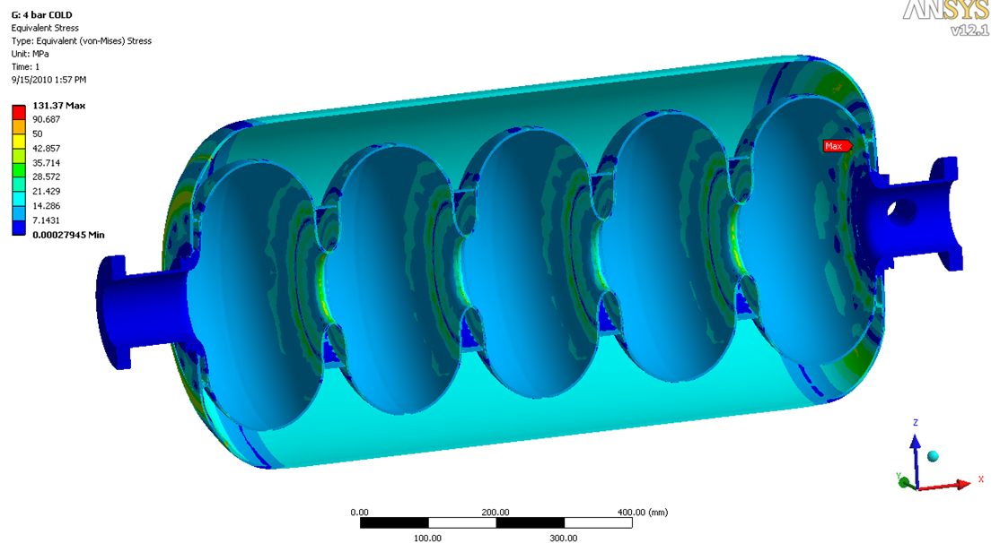 G: 4 bar COLD
Equivalent Stress
Type: Equivalent (von-Mises) Stress
Unit: MPa
Time: 1
9/15/2010 1:57 PM
ANSYS
v12.1
131.37 Max
90.687
50
42.857
35.714
28.572
21.429
14.286
7.1431
0.00027945 Min
Max
Z
Y
X
0.00 200.00 400.00 (mm)
100.00 300.00